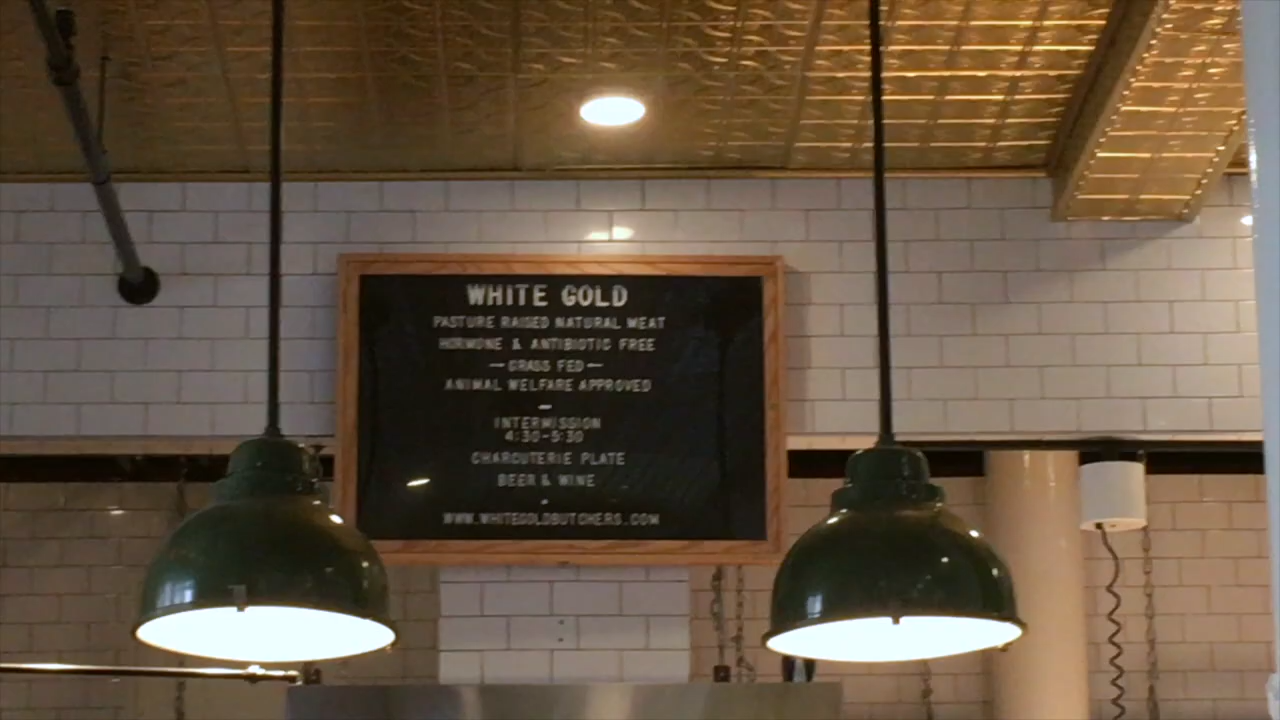 WHITE GOLD
PASTURE RAISED NATURAL MEAT
HORMONE & ANTIBIOTIC FREE
—GRASS FED—
ANIMAL WELFARE APPROVED
—
INTERMISSION
4:30-5:30
CHARCUTERIE PLATE
BEER & WINE
WWW.WHITEGOLDBUTCHERS.COM